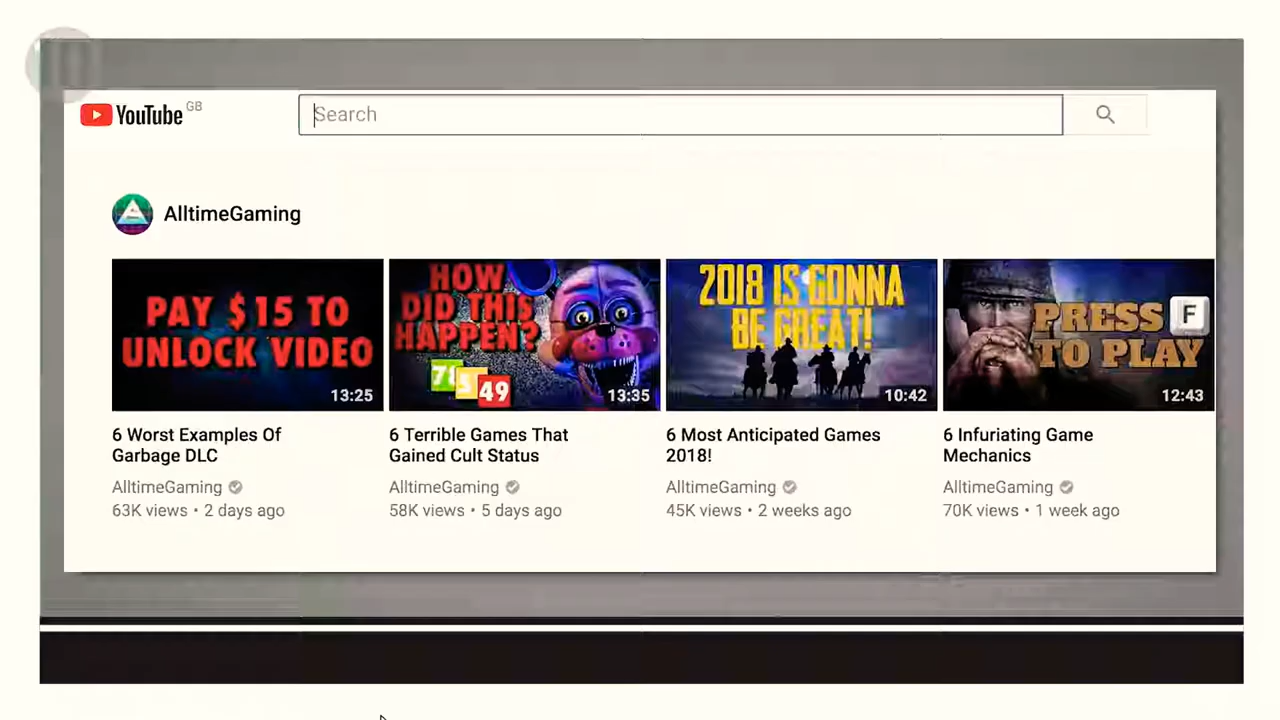 YouTube GB
Search
AlltimeGaming
PAY $15 TO
UNLOCK VIDEO
13:25
HOW
DID THIS
HAPPEN?
49
13:35
2018 IS GONNA
BE GREAT!
10:42
PRESS F
TO PLAY
12:43
6 Worst Examples Of
Garbage DLC
AlltimeGaming
63K views • 2 days ago
6 Terrible Games That
Gained Cult Status
AlltimeGaming
58K views • 5 days ago
6 Most Anticipated Games
2018!
AlltimeGaming
45K views • 2 weeks ago
6 Infuriating Game
Mechanics
AlltimeGaming
70K views • 1 week ago